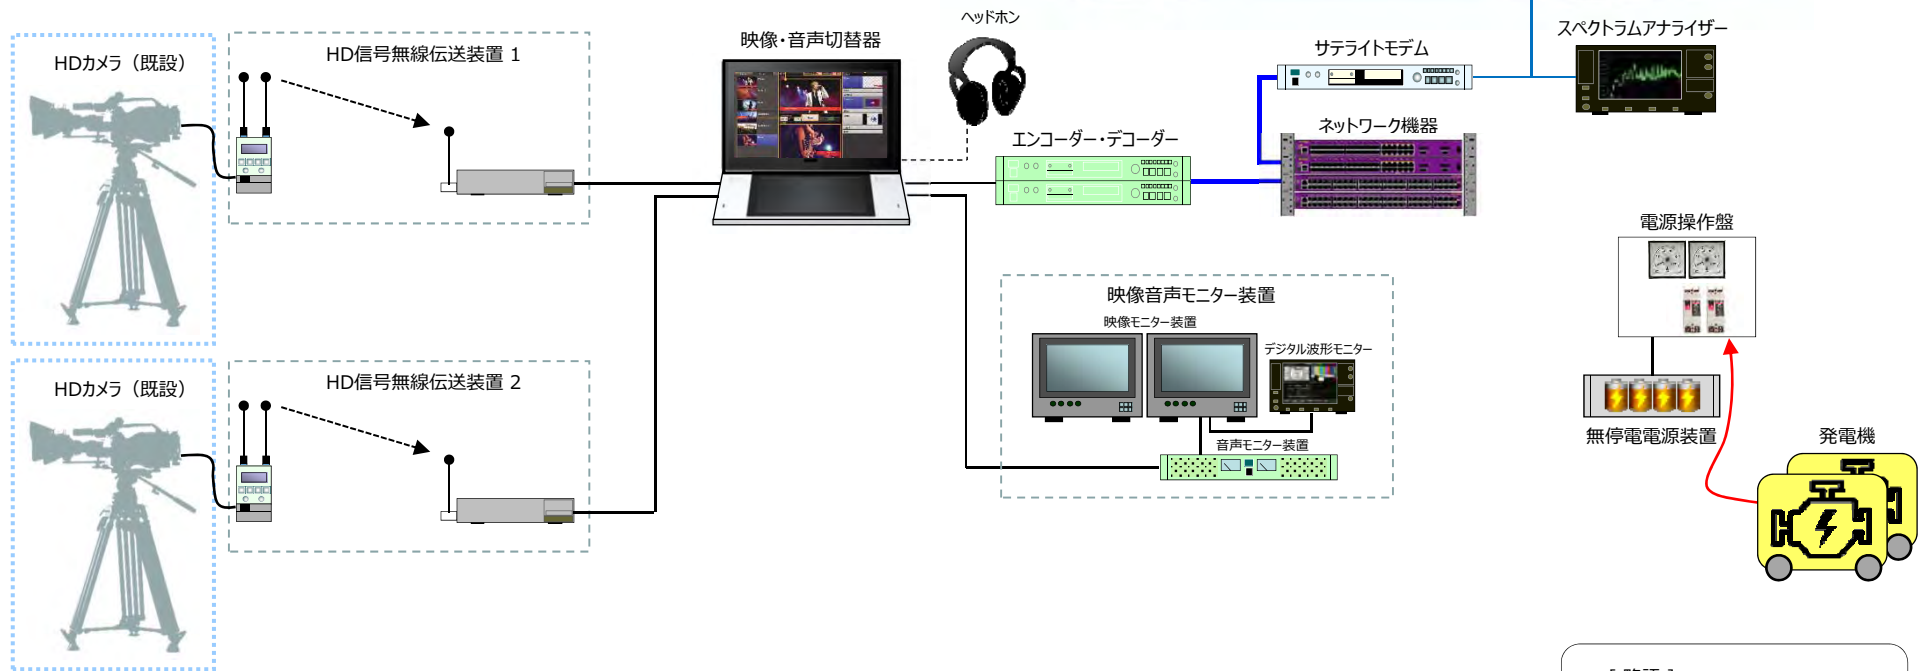 ヘッドホン
スペクトラムアナライザー
HDカメラ（既設）
HD信号無線伝送装置 1
映像・音声切替器
サテライトモデム
エンコーダー・デコーダー
ネットワーク機器
電源操作盤
映像音声モニター装置
映像モニター装置
デジタル波形モニター
HDカメラ（既設）
HD信号無線伝送装置 2
音声モニター装置
無停電電源装置
発電機